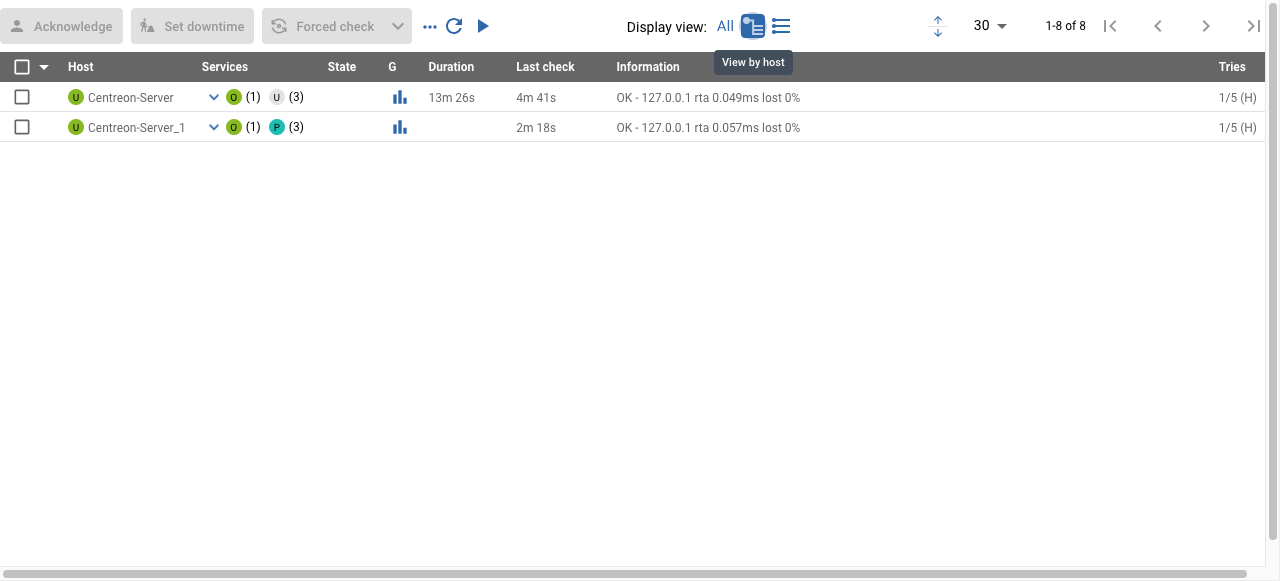 Acknowledge Set downtime Forced check Display view: All 30 1-8 of 8
View by host
Host Services State G Duration Last check Information Tries
U Centreon-Server O (1) U (3) 13m 26s 4m 41s OK - 127.0.0.1 rta 0.049ms lost 0% 1/5 (H)
U Centreon-Server_1 O (1) P (3) 2m 18s OK - 127.0.0.1 rta 0.057ms lost 0% 1/5 (H)